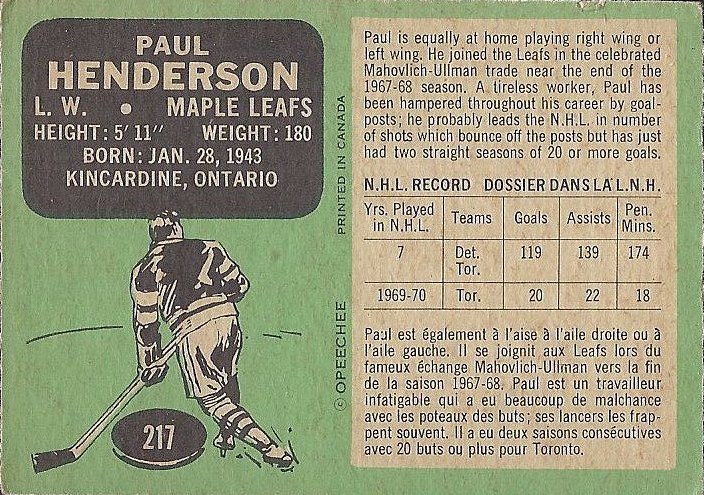 PAUL
HENDERSON
L. W. • MAPLE LEAFS
HEIGHT: 5' 11" WEIGHT: 180
BORN: JAN. 28, 1943
KINCARDINE, ONTARIO
217
PRINTED IN CANADA
© OPEECHEE
Paul is equally at home playing right wing or
left wing. He joined the Leafs in the celebrated
Mahovlich-Ullman trade near the end of the
1967-68 season. A tireless worker, Paul has
been hampered throughout his career by goal-
posts; he probably leads the N.H.L. in number
of shots which bounce off the posts but has just
had two straight seasons of 20 or more goals.
N.H.L. RECORD DOSSIER DANS LA L.N.H.
Yrs. Played in N.H.L. Teams Goals Assists Pen. Mins.
7 Det. Tor. 119 139 174
1969-70 Tor. 20 22 18
Paul est également à l'aise à l'aile droite ou à
l'aile gauche. Il se joignit aux Leafs lors du
fameux échange Mahovlich-Ullman vers la fin
de la saison 1967-68. Paul est un travailleur
infatigable qui a eu beaucoup de malchance
avec les poteaux des buts; ses lancers les frap-
pent souvent. Il a eu deux saisons consécutives
avec 20 buts ou plus pour Toronto.